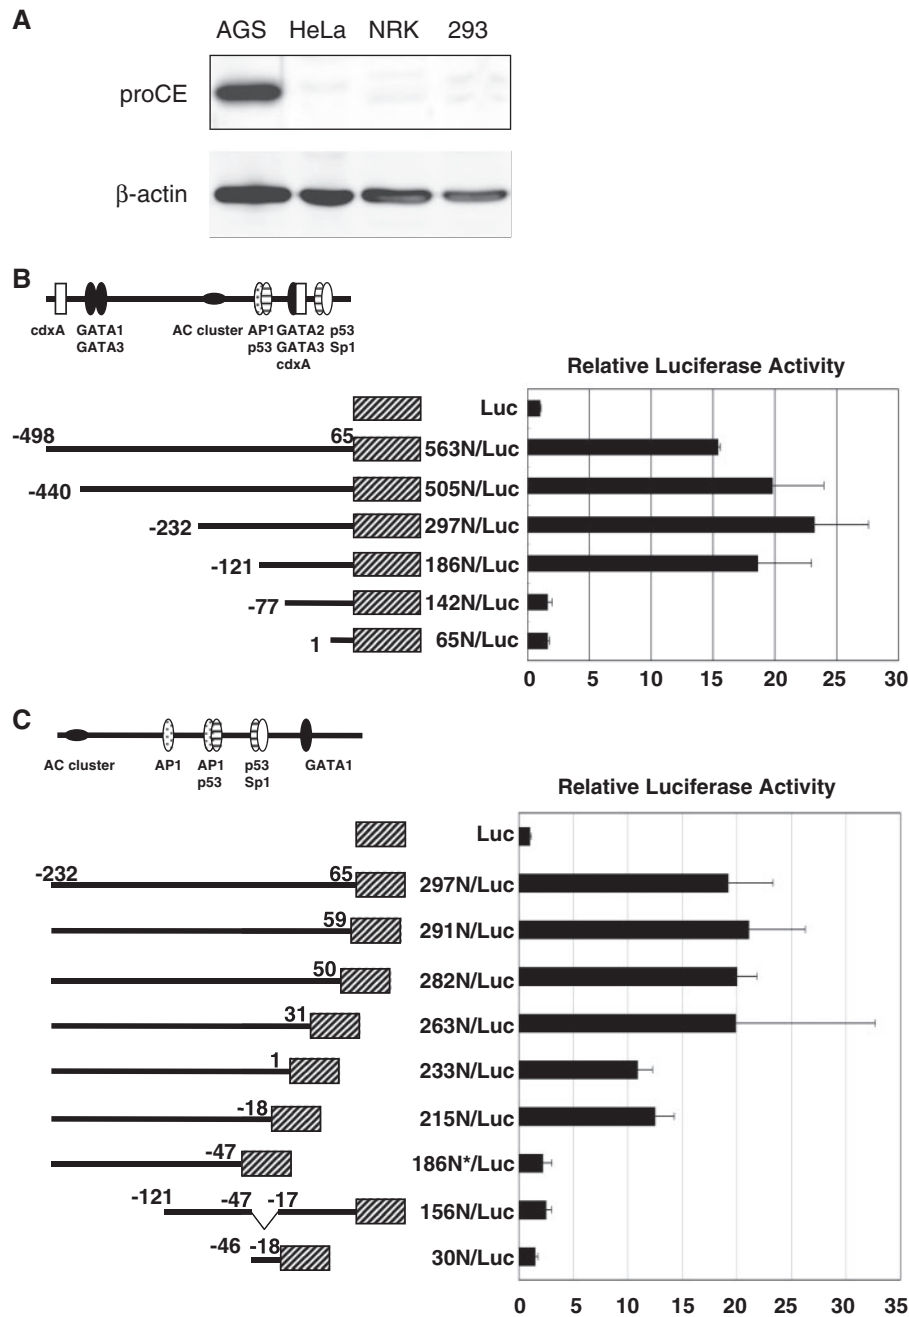 A
AGS HeLa NRK 293
proCE
β-actin
B
cdxA GATA1 AC cluster AP1 GATA2 p53
GATA3 p53 GATA3 Sp1
cdxA
Relative Luciferase Activity
Luc
-498 65 563N/Luc
-440 505N/Luc
-232 297N/Luc
-121 186N/Luc
-77 142N/Luc
1 65N/Luc
0 5 10 15 20 25 30
C
AC cluster AP1 AP1 p53 GATA1
p53 Sp1
Relative Luciferase Activity
Luc
-232 65 297N/Luc
59 291N/Luc
50 282N/Luc
31 263N/Luc
1 233N/Luc
-18 215N/Luc
-47 186N*/Luc
-121 -47 -17 156N/Luc
-46 -18 30N/Luc
0 5 10 15 20 25 30 35